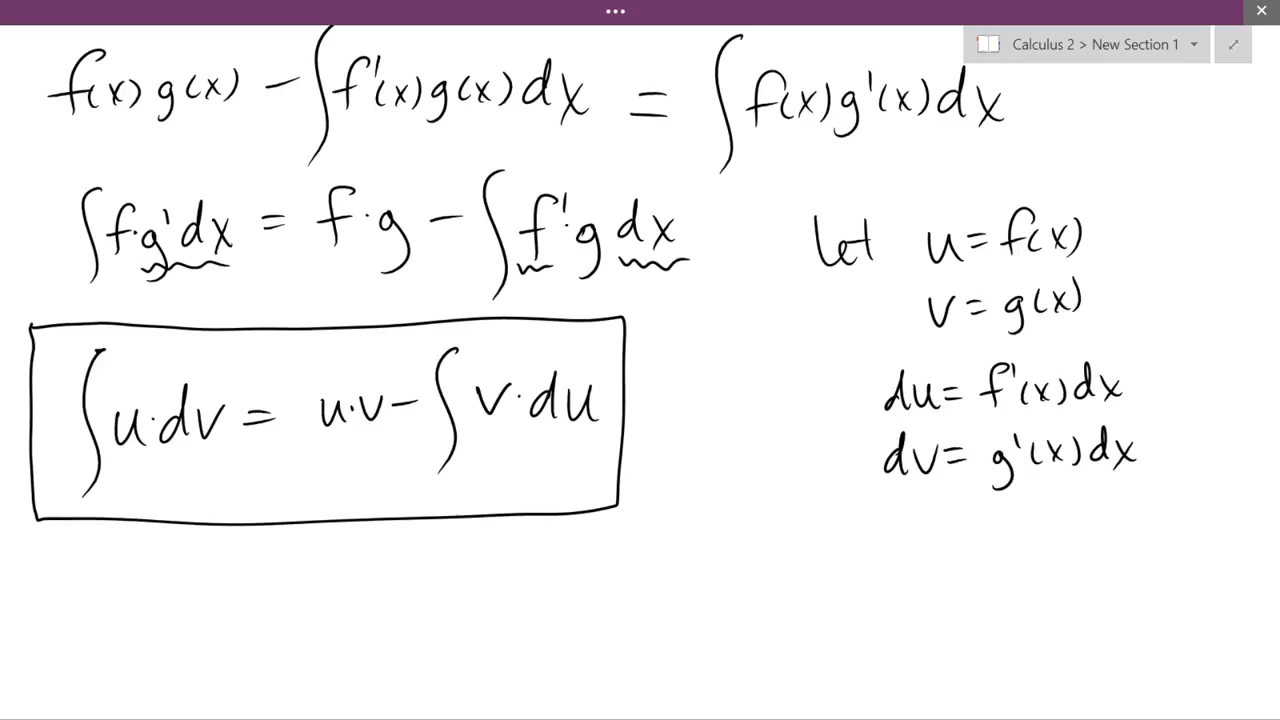 Calculus 2 > New Section 1
f(x)g(x) − ∫f'(x)g(x)dx = ∫f(x)g'(x)dx
∫f·g'dx = f·g − ∫f'·g dx
let u = f(x)
v = g(x)
∫u·dv = u·v − ∫v·du
du = f'(x)dx
dv = g'(x)dx